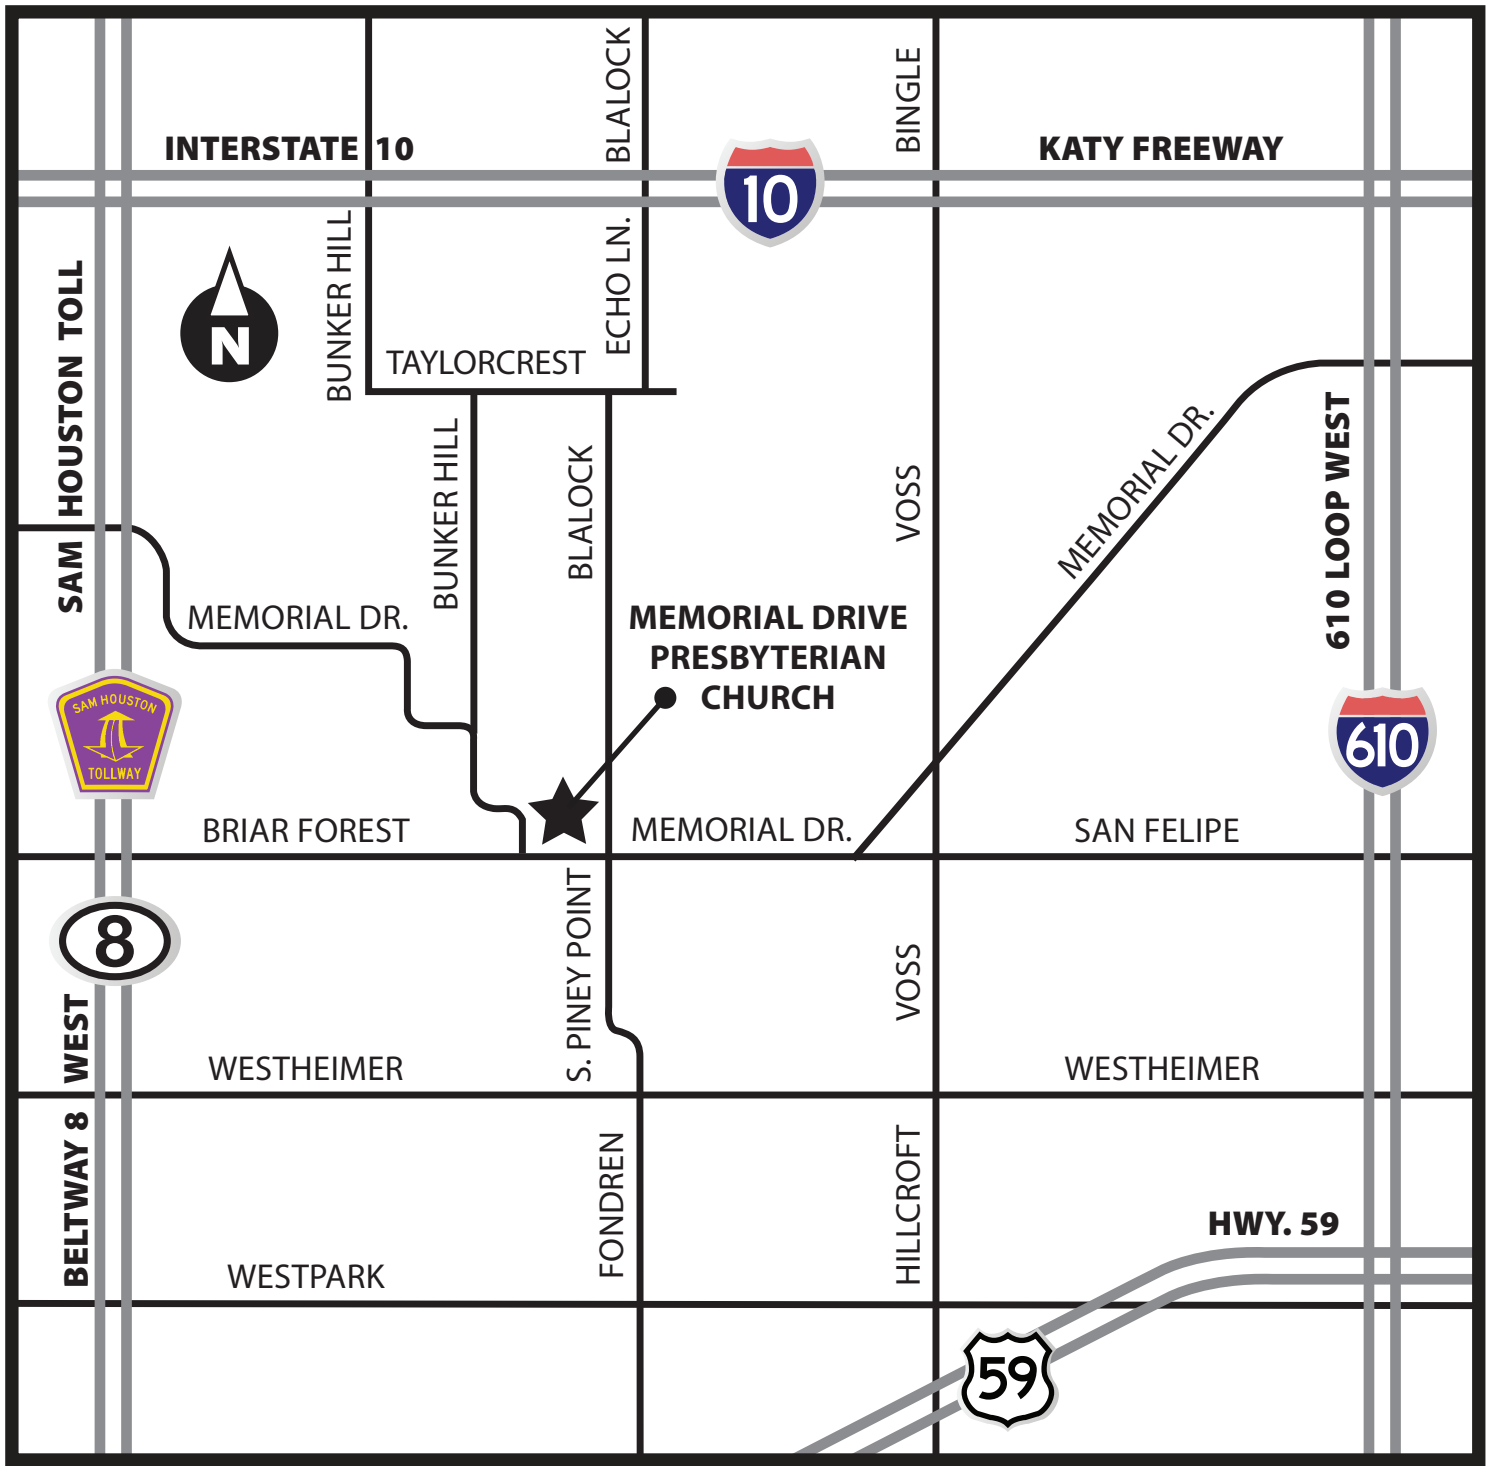 BLALOCK
BINGLE
INTERSTATE 10
KATY FREEWAY
10
BUNKER HILL
ECHO LN.
N
SAM HOUSTON TOLL
TAYLORCREST
MEMORIAL DR.
610 LOOP WEST
BUNKER HILL
BLALOCK
VOSS
MEMORIAL DR.
MEMORIAL DRIVE
PRESBYTERIAN
CHURCH
SAM HOUSTON
TOLLWAY
610
BRIAR FOREST
MEMORIAL DR.
SAN FELIPE
8
S. PINEY POINT
VOSS
BELTWAY 8 WEST
WESTHEIMER
WESTHEIMER
FONDREN
HILLCROFT
HWY. 59
WESTPARK
59